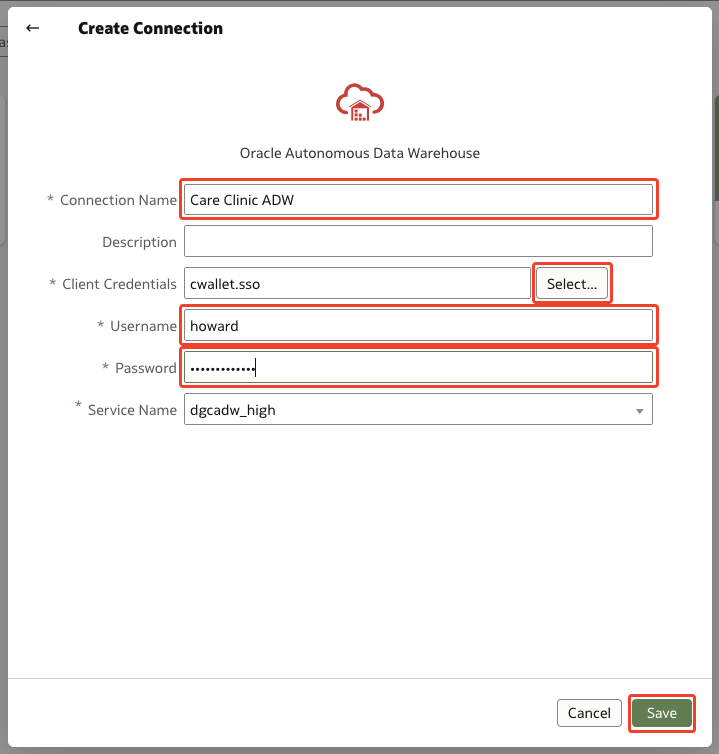 ← Create Connection
Oracle Autonomous Data Warehouse
* Connection Name Care Clinic ADW
Description
* Client Credentials cwallet.sso Select...
* Username howard
* Password •••••••••••••
* Service Name dgcadw_high
Cancel Save